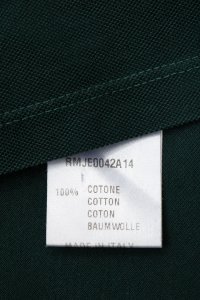 RMJE0042A14
100% COTONE
COTTON
COTON
BAUMWOLLE
MADE IN ITALY